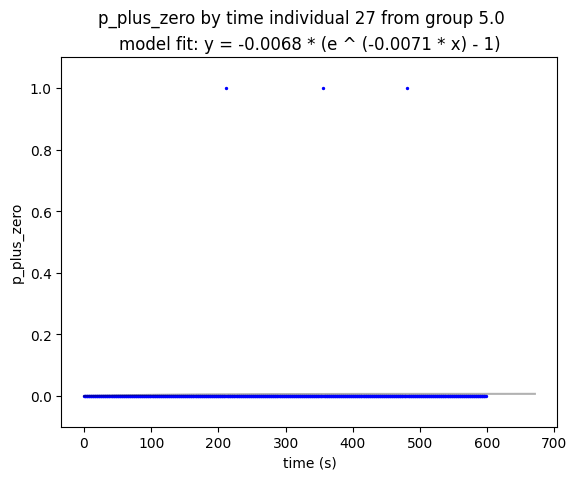 p_plus_zero by time individual 27 from group 5.0
model fit: y = -0.0068 * (e ^ (-0.0071 * x) - 1)
1.0
0.8
0.6
0.4
0.2
0.0
p_plus_zero
0 100 200 300 400 500 600 700
time (s)